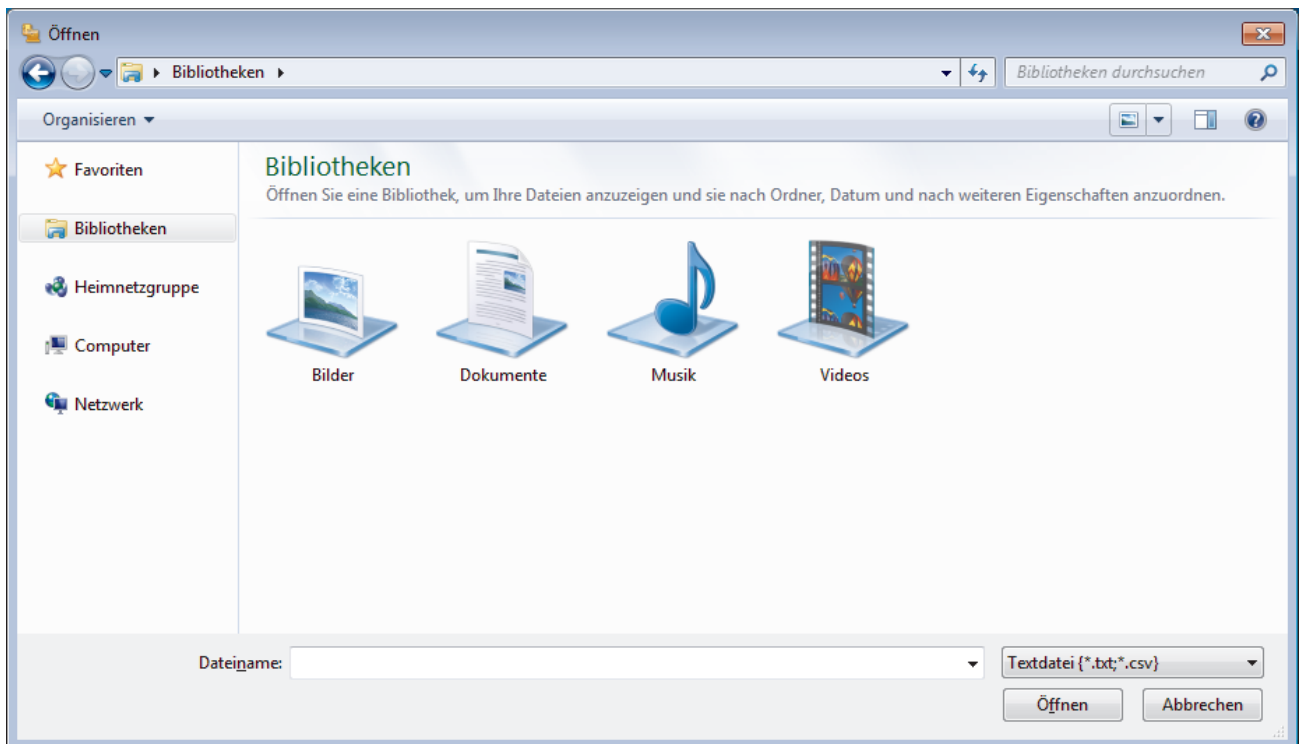 Öffnen
Bibliotheken
Bibliotheken durchsuchen
Organisieren
Favoriten
Bibliotheken
Heimnetzgruppe
Computer
Netzwerk
Bibliotheken
Öffnen Sie eine Bibliothek, um Ihre Dateien anzuzeigen und sie nach Ordner, Datum und nach weiteren Eigenschaften anzuordnen.
Bilder
Dokumente
Musik
Videos
Dateiname:
Textdatei {*.txt;*.csv}
Öffnen
Abbrechen